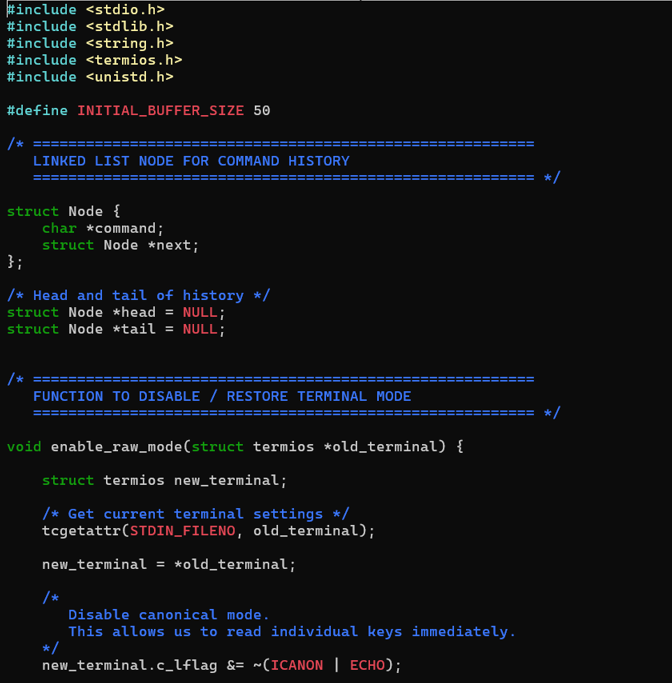 #include <stdio.h>
#include <stdlib.h>
#include <string.h>
#include <termios.h>
#include <unistd.h>

#define INITIAL_BUFFER_SIZE 50

/* =========================================================
   LINKED LIST NODE FOR COMMAND HISTORY
   ========================================================= */

struct Node {
    char *command;
    struct Node *next;
};

/* Head and tail of history */
struct Node *head = NULL;
struct Node *tail = NULL;


/* =========================================================
   FUNCTION TO DISABLE / RESTORE TERMINAL MODE
   ========================================================= */

void enable_raw_mode(struct termios *old_terminal) {

    struct termios new_terminal;

    /* Get current terminal settings */
    tcgetattr(STDIN_FILENO, old_terminal);

    new_terminal = *old_terminal;

    /*
       Disable canonical mode.
       This allows us to read individual keys immediately.
    */
    new_terminal.c_lflag &= ~(ICANON | ECHO);